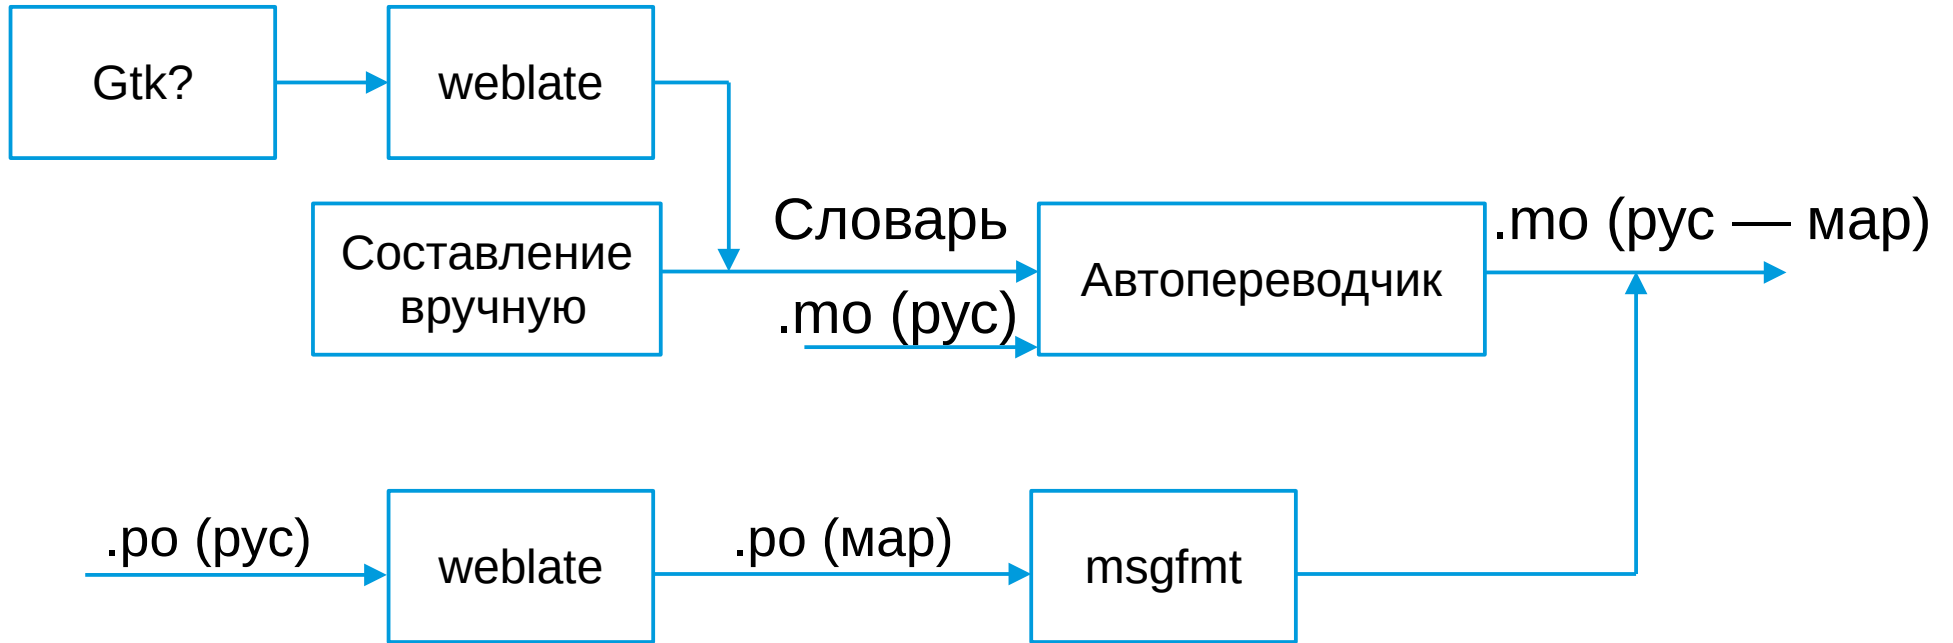 Gtk?
weblate
Составление
вручную
Словарь
.mo (рус)
Автопереводчик
.mo (рус — мар)
.po (рус)
weblate
.po (мар)
msgfmt